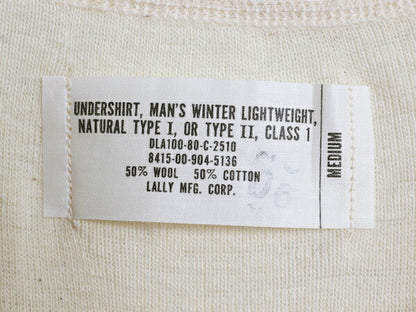 UNDERSHIRT, MAN'S WINTER LIGHTWEIGHT,
NATURAL TYPE I, OR TYPE II, CLASS 1
DLA100-80-C-2510
8415-00-904-5136
50% WOOL 50% COTTON
LALLY MFG. CORP.
MEDIUM